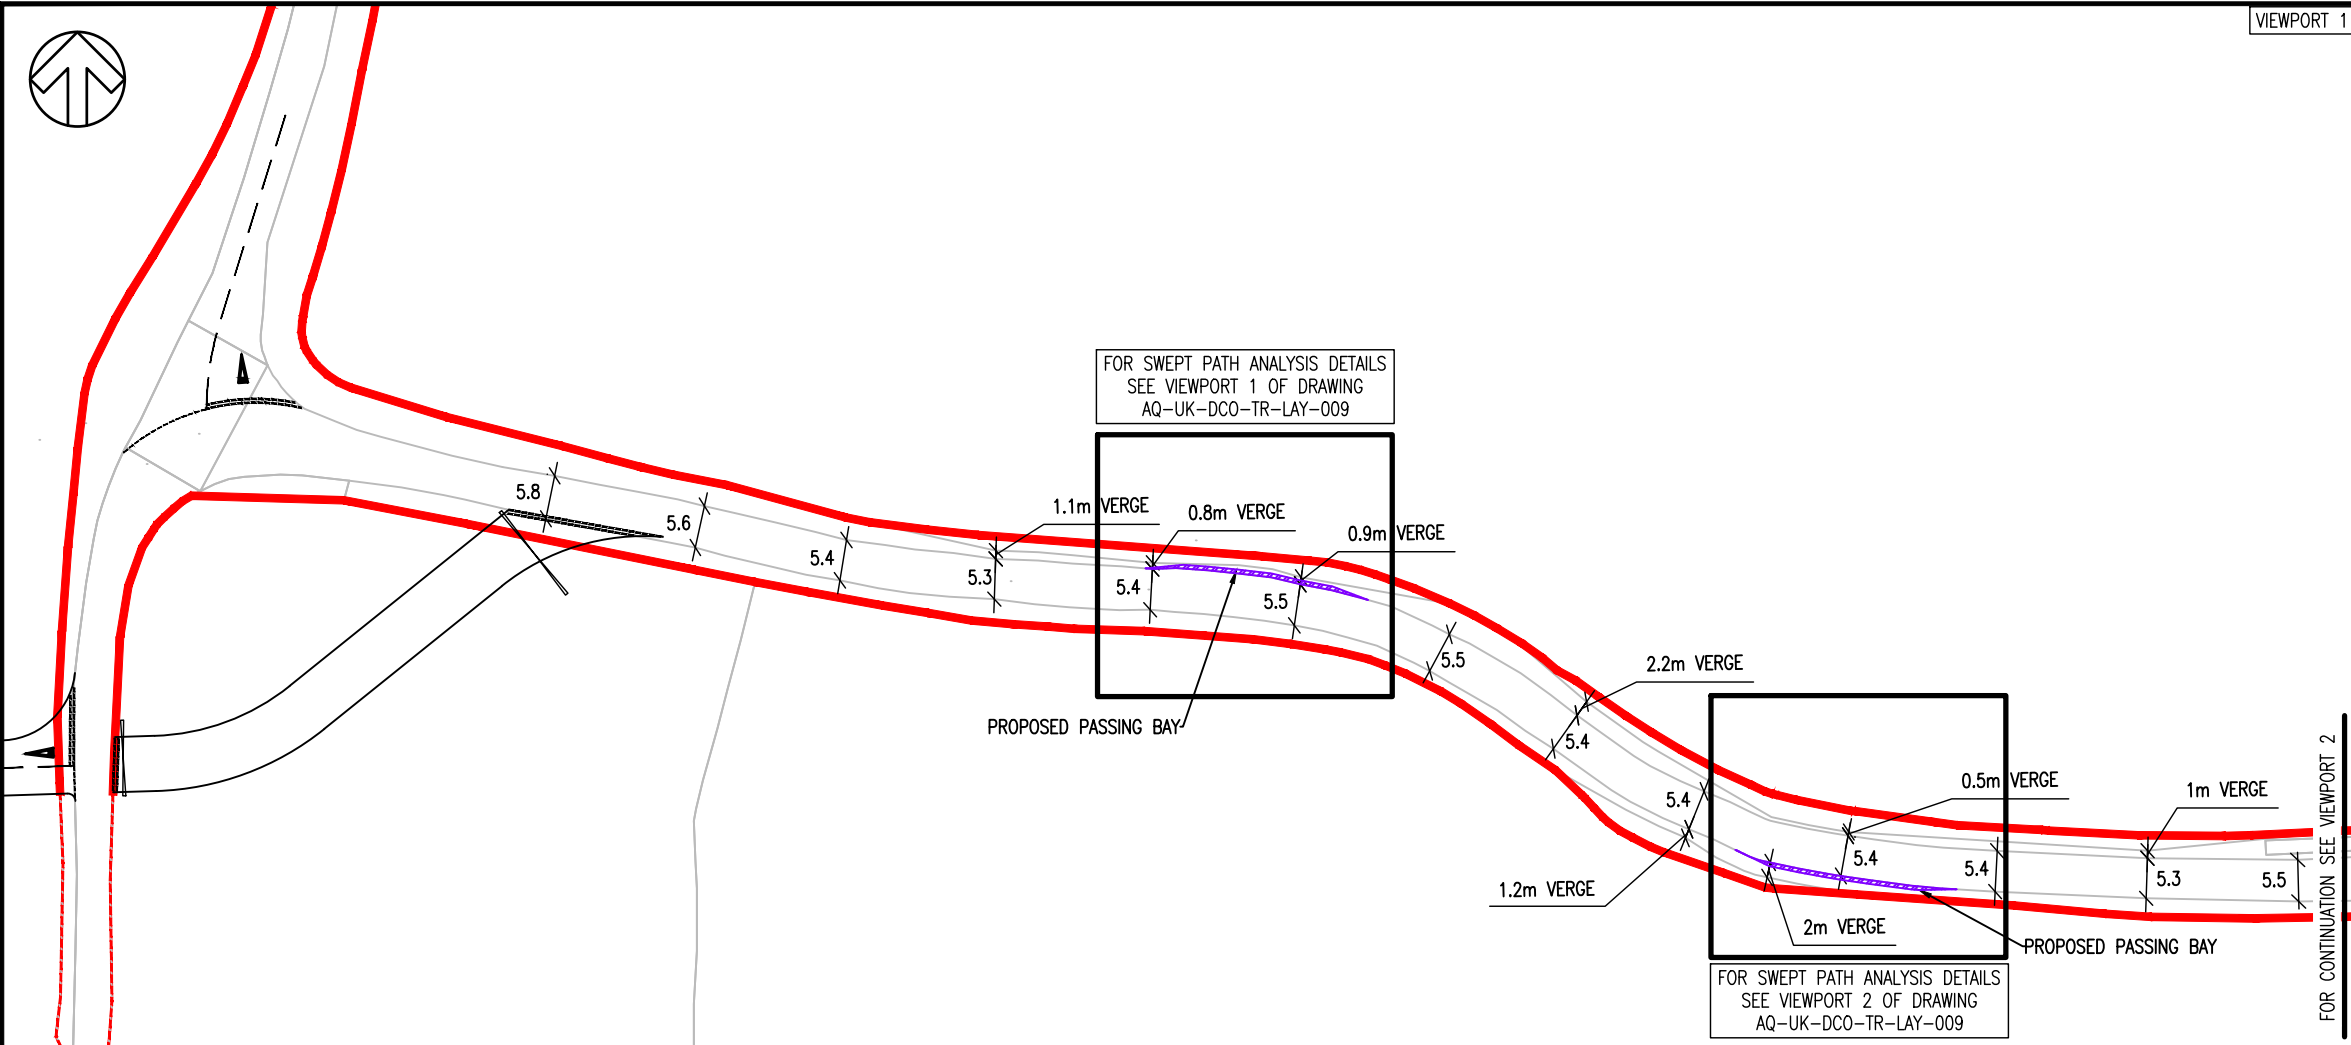 VIEWPORT 1
FOR SWEPT PATH ANALYSIS DETAILS
SEE VIEWPORT 1 OF DRAWING
AQ-UK-DCO-TR-LAY-009
5.8
5.6
5.4
1.1m VERGE
5.3
0.8m VERGE
5.4
0.9m VERGE
5.5
PROPOSED PASSING BAY
5.5
2.2m VERGE
5.4
5.4
1.2m VERGE
0.5m VERGE
5.4
2m VERGE
5.4
1m VERGE
5.3
5.5
PROPOSED PASSING BAY
FOR SWEPT PATH ANALYSIS DETAILS
SEE VIEWPORT 2 OF DRAWING
AQ-UK-DCO-TR-LAY-009
FOR CONTINUATION SEE VIEWPORT 2